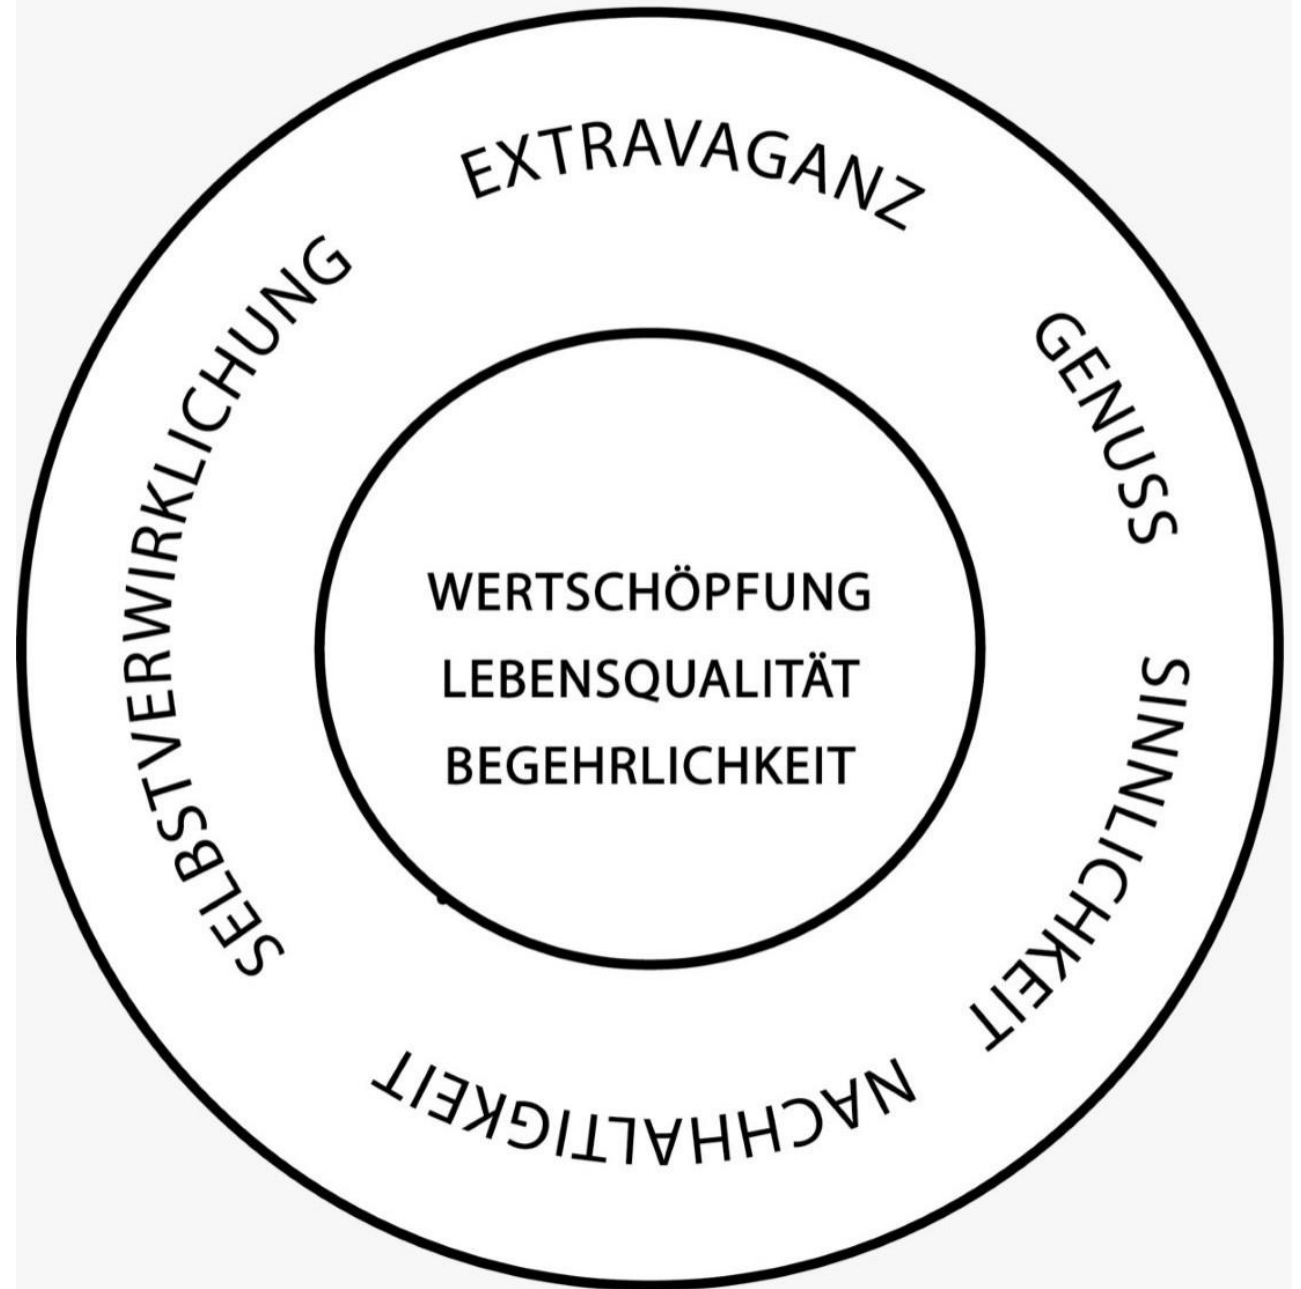 EXTRAVAGANZ
GENUSS
SINNLICHKEIT
NACHHALTIGKEIT
SELBSTVERWIRKLICHUNG
WERTSCHÖPFUNG
LEBENSQUALITÄT
BEGEHRLICHKEIT